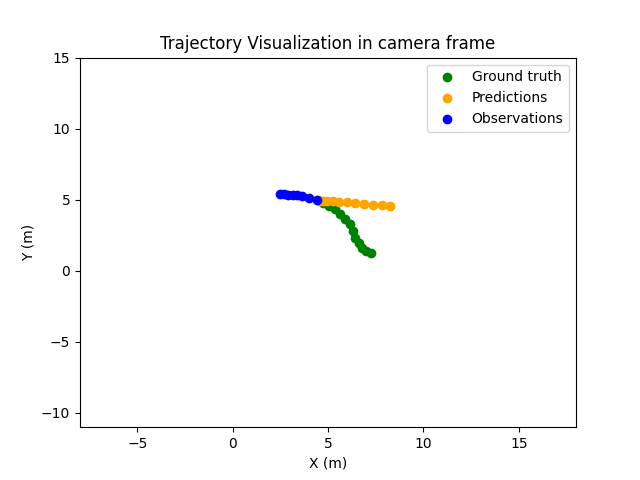 Trajectory Visualization in camera frame
Ground truth
Predictions
Observations
15
10
5
0
−5
−10
Y (m)
−5
0
5
10
15
X (m)